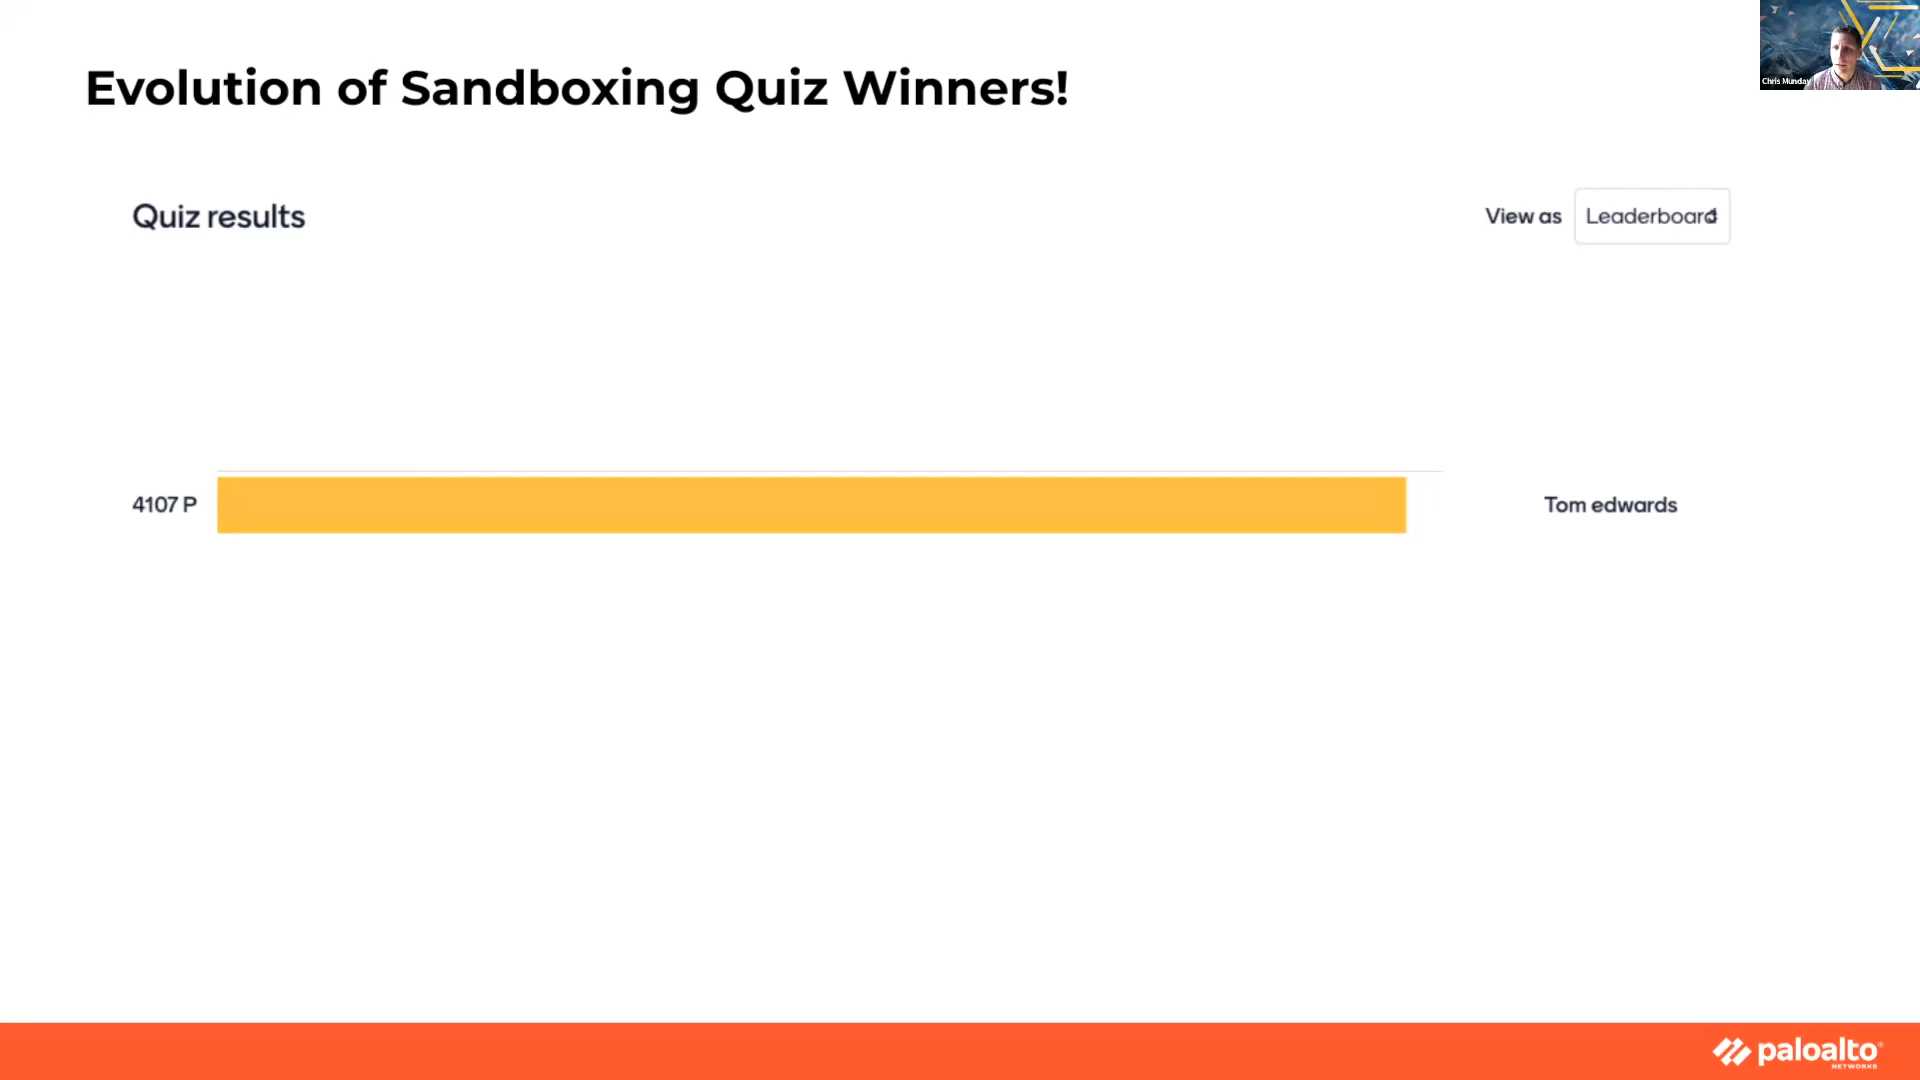 Evolution of Sandboxing Quiz Winners!
Chris Munday
Quiz results
View as
Leaderboard
4107 P
Tom edwards
paloalto®
NETWORKS